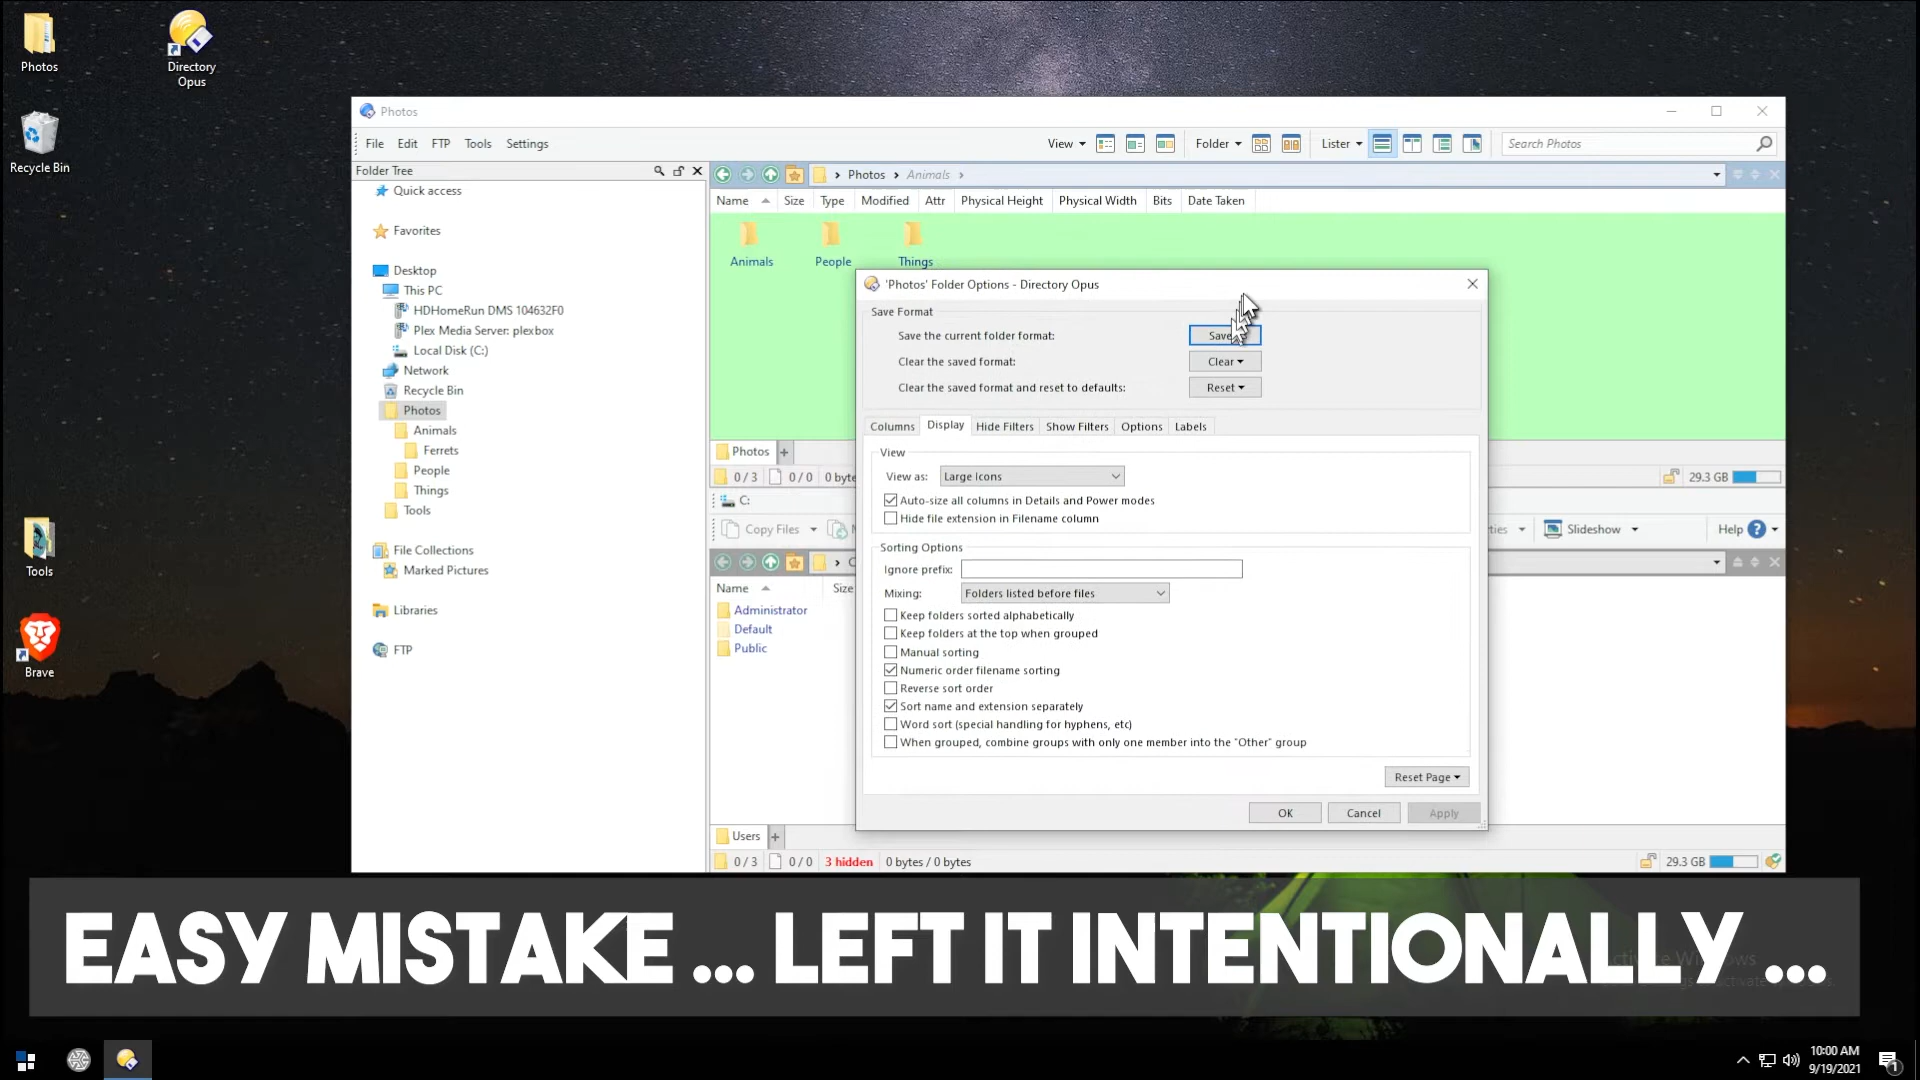 Photos
Directory
Opus
Recycle Bin
Tools
Brave
Photos
File Edit FTP Tools Settings
View Folder Lister Search Photos
Folder Tree
Quick access
Favorites
Desktop
This PC
HDHomeRun DMS 104632F0
Plex Media Server: plexbox
Local Disk (C:)
Network
Recycle Bin
Photos
Animals
Ferrets
People
Things
Tools
File Collections
Marked Pictures
Libraries
FTP
Photos Animals
Name Size Type Modified Attr Physical Height Physical Width Bits Date Taken
Animals People Things
Photos
0 / 3 0 / 0 0 byte 29.3 GB
C:
Copy Files Slideshow Help
Name Size
Administrator
Default
Public
Users
0 / 3 0 / 0 3 hidden 0 bytes / 0 bytes 29.3 GB
'Photos' Folder Options - Directory Opus
Save Format
Save the current folder format: Save
Clear the saved format: Clear
Clear the saved format and reset to defaults: Reset
Columns Display Hide Filters Show Filters Options Labels
View
View as: Large Icons
Auto-size all columns in Details and Power modes
Hide file extension in Filename column
Sorting Options
Ignore prefix:
Mixing: Folders listed before files
Keep folders sorted alphabetically
Keep folders at the top when grouped
Manual sorting
Numeric order filename sorting
Reverse sort order
Sort name and extension separately
Word sort (special handling for hyphens, etc)
When grouped, combine groups with only one member into the "Other" group
Reset Page
OK Cancel Apply
EASY MISTAKE ... LEFT IT INTENTIONALLY ...
10:00 AM
9/19/2021
1